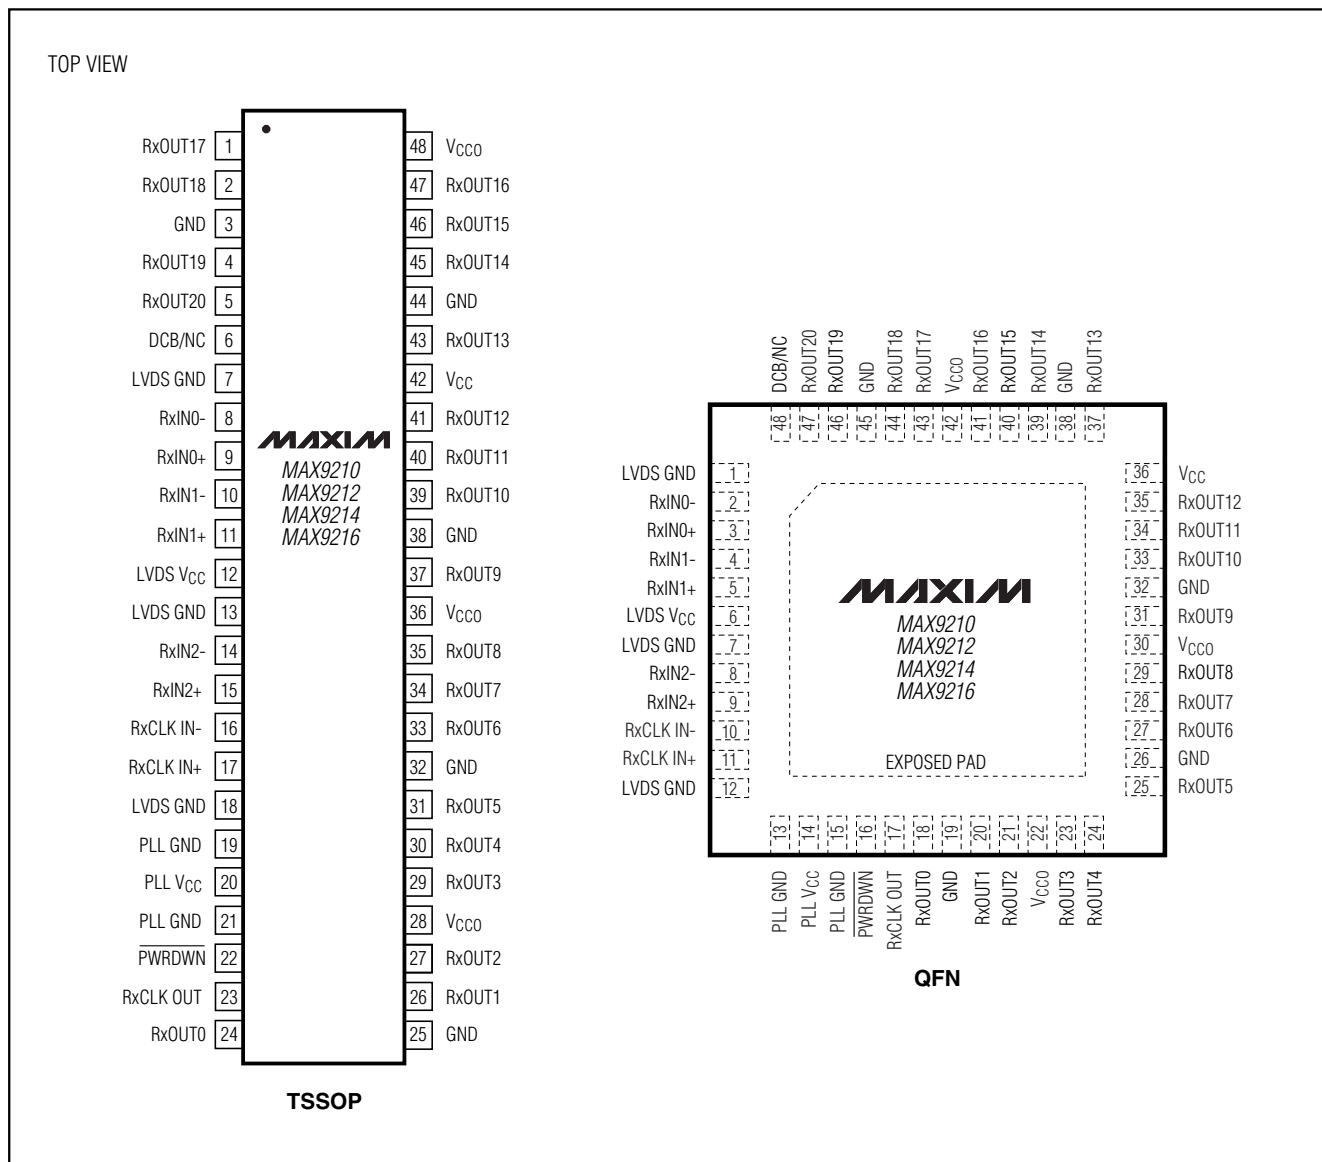 TOP VIEW
RxOUT17 1
RxOUT18 2
GND 3
RxOUT19 4
RxOUT20 5
DCB/NC 6
LVDS GND 7
RxIN0- 8
RxIN0+ 9
RxIN1- 10
RxIN1+ 11
LVDS VCC 12
LVDS GND 13
RxIN2- 14
RxIN2+ 15
RxCLK IN- 16
RxCLK IN+ 17
LVDS GND 18
PLL GND 19
PLL VCC 20
PLL GND 21
PWRDWN 22
RxCLK OUT 23
RxOUT0 24
MAXIM
MAX9210
MAX9212
MAX9214
MAX9216
48 VCCO
47 RxOUT16
46 RxOUT15
45 RxOUT14
44 GND
43 RxOUT13
42 VCC
41 RxOUT12
40 RxOUT11
39 RxOUT10
38 GND
37 RxOUT9
36 VCCO
35 RxOUT8
34 RxOUT7
33 RxOUT6
32 GND
31 RxOUT5
30 RxOUT4
29 RxOUT3
28 VCCO
27 RxOUT2
26 RxOUT1
25 GND
TSSOP
DCB/NC 48
RxOUT20 47
RxOUT19 46
GND 45
RxOUT18 44
RxOUT17 43
VCCO 42
RxOUT16 41
RxOUT15 40
RxOUT14 39
GND 38
RxOUT13 37
LVDS GND 1
RxIN0- 2
RxIN0+ 3
RxIN1- 4
RxIN1+ 5
LVDS VCC 6
LVDS GND 7
RxIN2- 8
RxIN2+ 9
RxCLK IN- 10
RxCLK IN+ 11
LVDS GND 12
MAXIM
MAX9210
MAX9212
MAX9214
MAX9216
EXPOSED PAD
36 VCC
35 RxOUT12
34 RxOUT11
33 RxOUT10
32 GND
31 RxOUT9
30 VCCO
29 RxOUT8
28 RxOUT7
27 RxOUT6
26 GND
25 RxOUT5
PLL GND 13
PLL VCC 14
PLL GND 15
PWRDWN 16
RxCLK OUT 17
RxOUT0 18
GND 19
RxOUT1 20
RxOUT2 21
VCCO 22
RxOUT3 23
RxOUT4 24
QFN